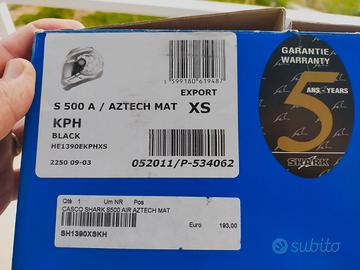 3 599180 619487
EXPORT
S 500 A / AZTECH MAT XS
KPH
BLACK
HE1390EKPHXS
2250 09-03
052011/P-534062
GARANTIE
WARRANTY
5
ANS - YEARS
SHARK
Qtà 1 Um NR Pos
CASCO SHARK S500 AIR AZTECH MAT
Euro 193,00
SH1390XSKH
subito